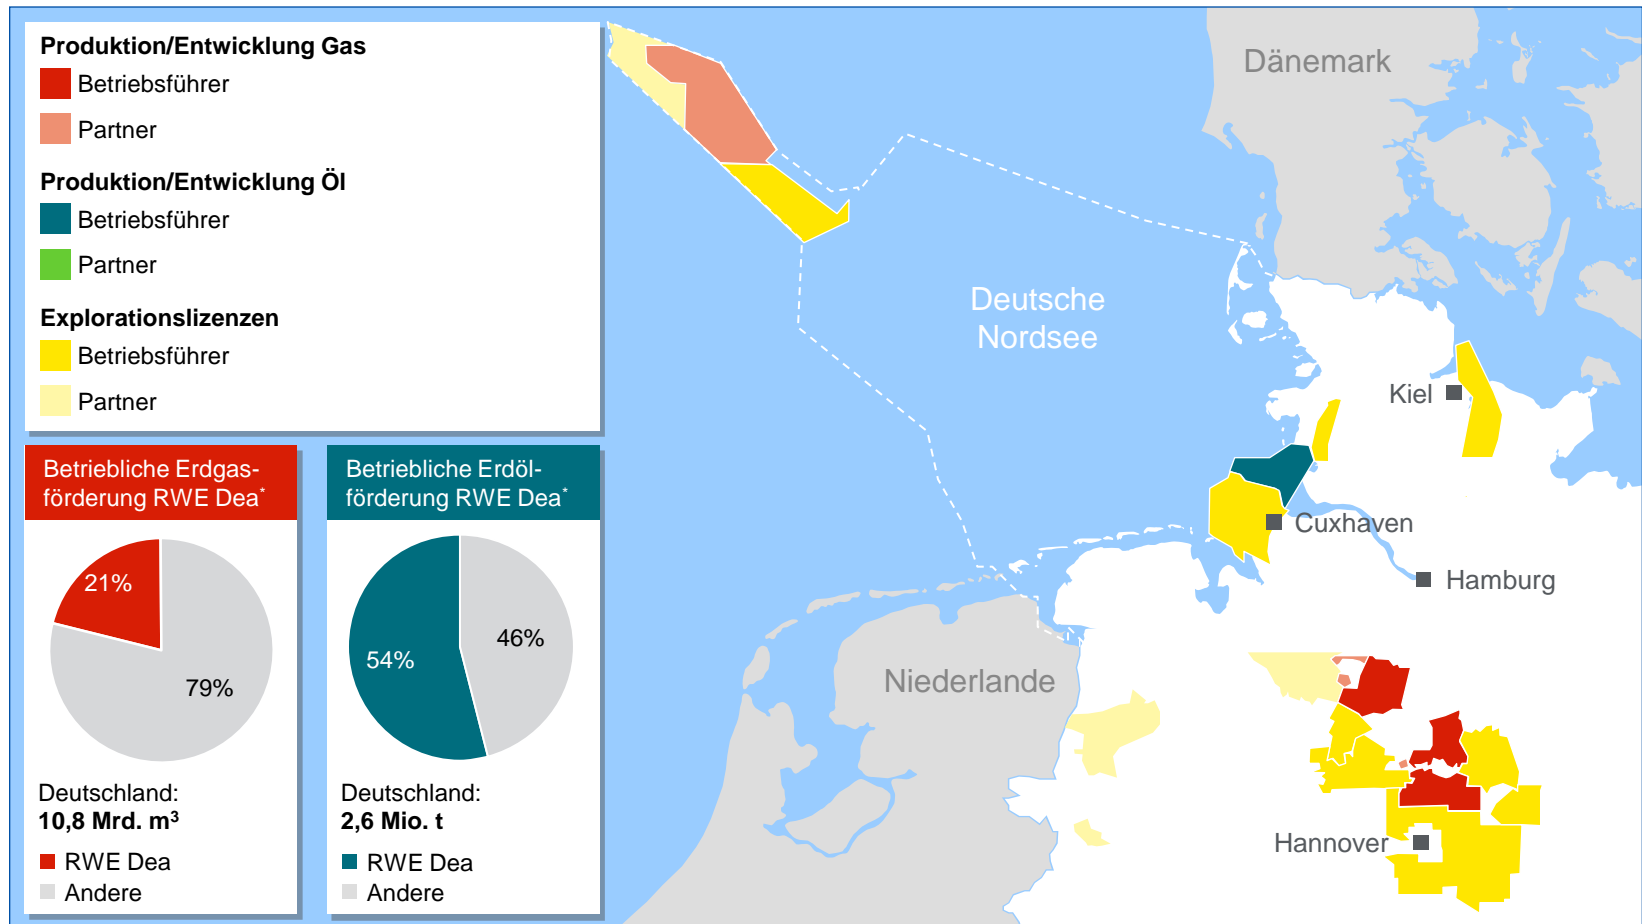 Produktion/Entwicklung Gas
Betriebsführer
Partner
Produktion/Entwicklung Öl
Betriebsführer
Partner
Explorationslizenzen
Betriebsführer
Partner
Betriebliche Erdgas-
förderung RWE Dea*
21%
79%
Deutschland:
10,8 Mrd. m³
RWE Dea
Andere
Betriebliche Erdöl-
förderung RWE Dea*
54%
46%
Deutschland:
2,6 Mio. t
RWE Dea
Andere
Dänemark
Deutsche
Nordsee
Kiel
Cuxhaven
Hamburg
Niederlande
Hannover